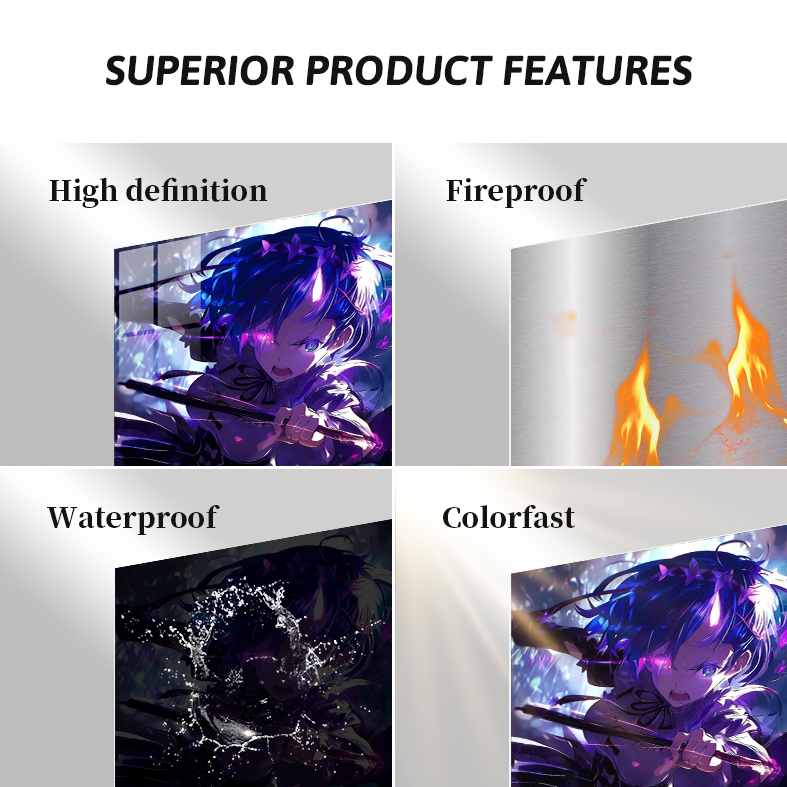 SUPERIOR PRODUCT FEATURES
High definition
Fireproof
Waterproof
Colorfast